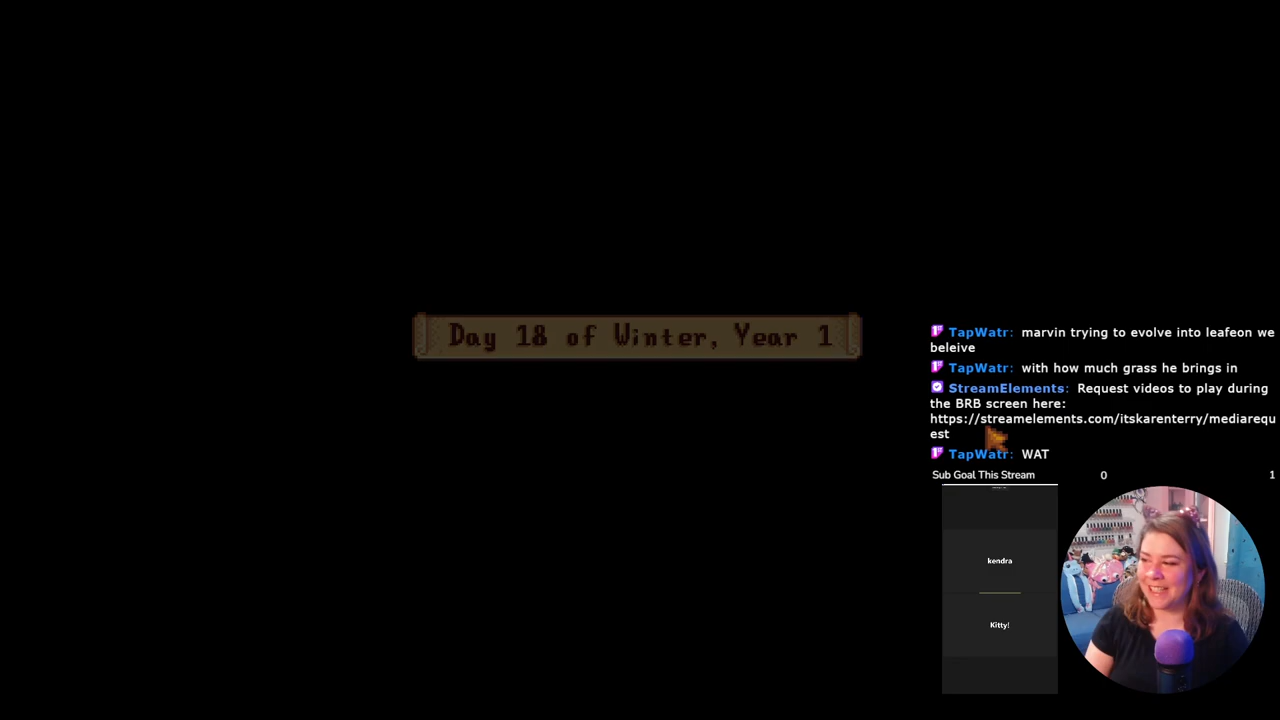 Day 18 of Winter, Year 1
TapWatr: marvin trying to evolve into leafeon we
beleive
TapWatr: with how much grass he brings in
StreamElements: Request videos to play during
the BRB screen here:
https://streamelements.com/itskarenterry/mediarequ
est
TapWatr: WAT
Sub Goal This Stream 0 1
kendra
Kitty!